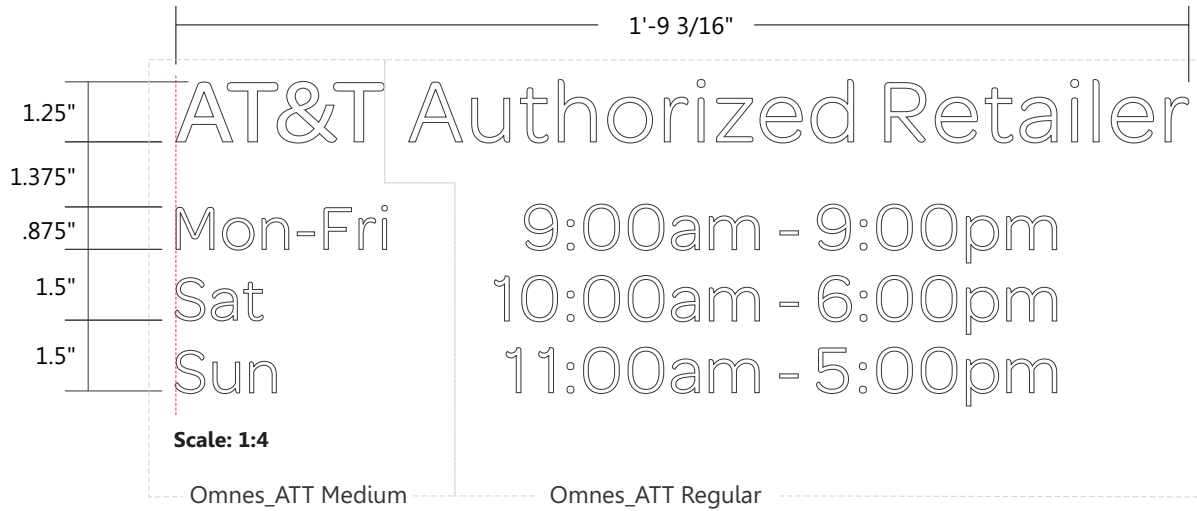 1'-9 3/16"
1.25" AT&T Authorized Retailer
1.375"
.875" Mon-Fri 9:00am - 9:00pm
1.5" Sat 10:00am - 6:00pm
1.5" Sun 11:00am - 5:00pm
Scale: 1:4
Omnes_ATT Medium Omnes_ATT Regular